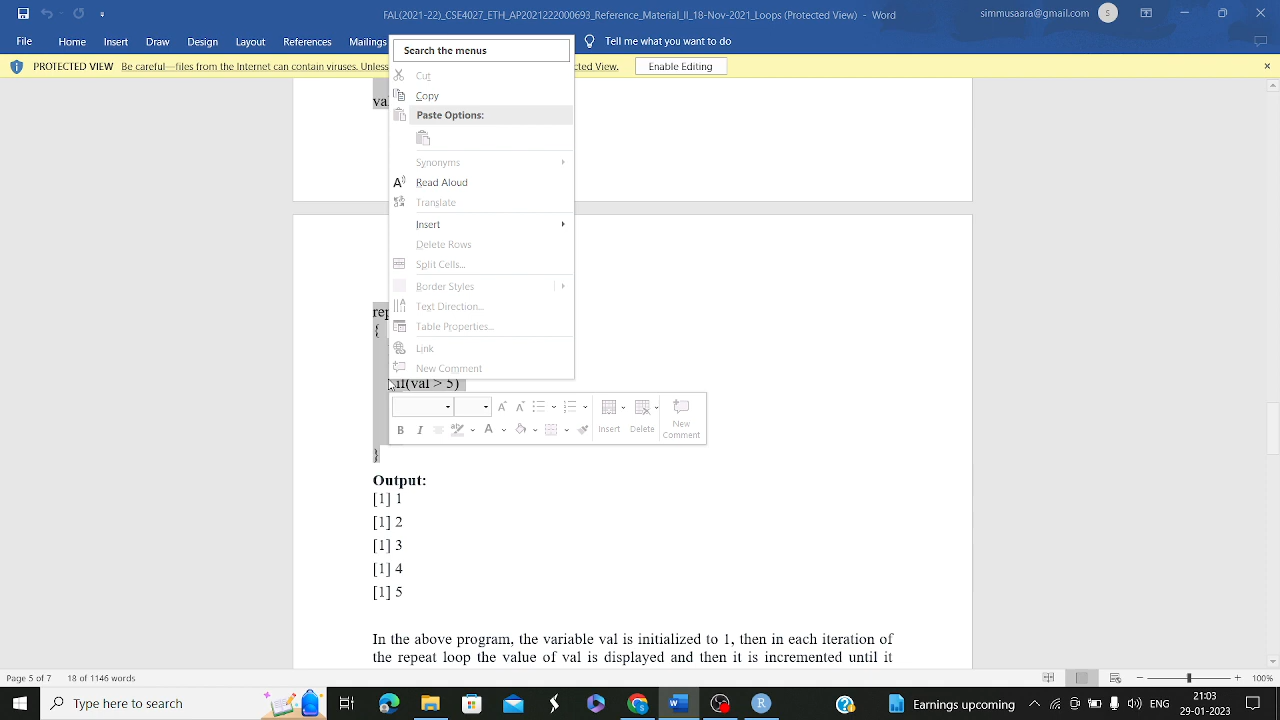 FAL(2021-22)_CSE4027_ETH_AP2021222000693_Reference_Material_II_18-Nov-2021_Loops (Protected View) - Word
simmusaara@gmail.com
S
File Home Insert Draw Design Layout References Mailings
Tell me what you want to do
PROTECTED VIEW Be careful—files from the Internet can contain viruses. Unles
ted View.
Enable Editing
Search the menus
Cut
Copy
Paste Options:
Synonyms
Read Aloud
Translate
Insert
Delete Rows
Split Cells...
Border Styles
Text Direction...
Table Properties...
Link
New Comment
val
rep
{
if(val > 5)
Insert
Delete
New
Comment
}
Output:
[1] 1
[1] 2
[1] 3
[1] 4
[1] 5
In the above program, the variable val is initialized to 1, then in each iteration of
the repeat loop the value of val is displayed and then it is incremented until it
Page 5 of 7 18 of 1146 words
100%
Type here to search
Earnings upcoming
ENG
21:03
29-01-2023